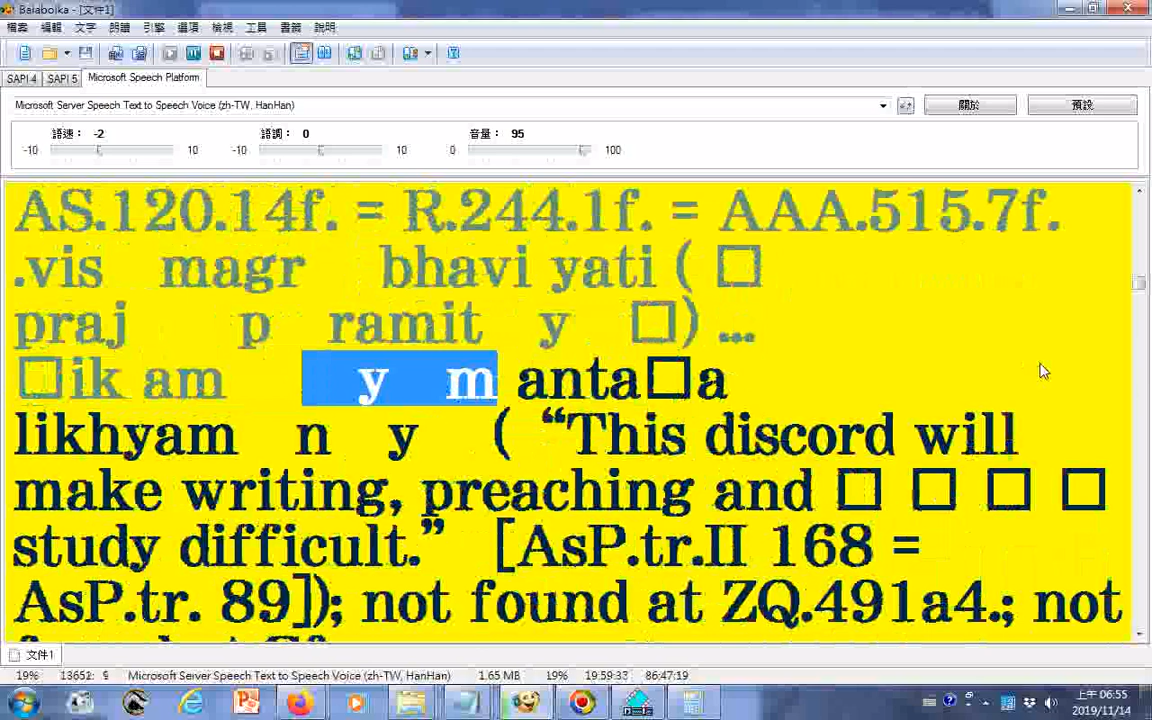 Balabolka - [文件1]
檔案 編輯 文字 朗讀 引擎 選項 檢視 工具 書籤 說明
SAPI 4 SAPI 5 Microsoft Speech Platform
Microsoft Server Speech Text to Speech Voice (zh-TW, HanHan) 關於 預設
語速： -2 語調： 0 音量： 95
-10 10 -10 10 0 100
AS.120.14f. = R.244.1f. = AAA.515.7f.
.vis magr bhavi yati ( □
praj p ramit y □) ...
□ik am y m anta□a
likhyam n y ( “This discord will
make writing, preaching and □ □ □ □
study difficult.” [AsP.tr.II 168 =
AsP.tr. 89]); not found at ZQ.491a4.; not
文件1
19% 13652: 9 Microsoft Server Speech Text to Speech Voice (zh-TW, HanHan) 1.65 MB 19% 19:59:33 86:47:19
上午 06:55
2019/11/14